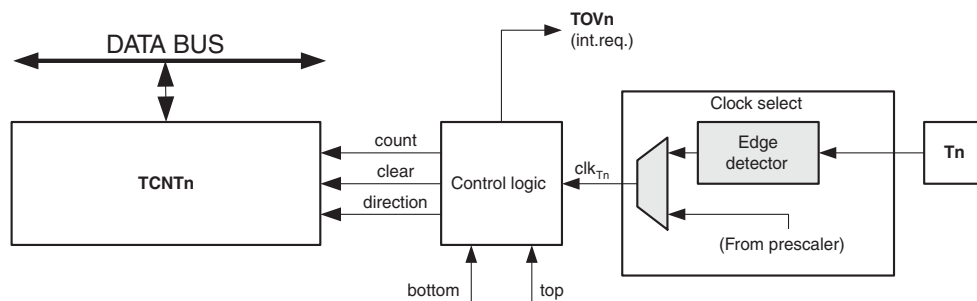 TOVn
(int.req.)
DATA BUS
Clock select
count
Edge
detector
Tn
TCNTn
clear
Control logic
clkTn
direction
(From prescaler)
bottom
top